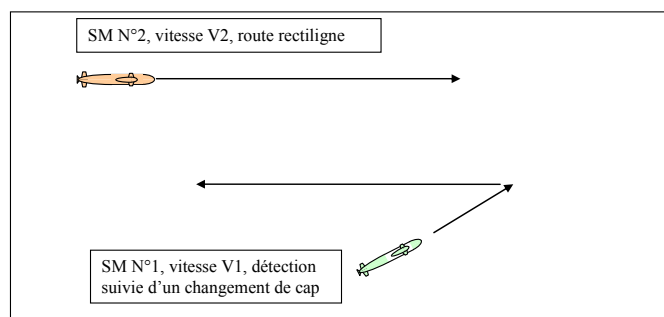 SM N°2, vitesse V2, route rectiligne
SM N°1, vitesse V1, détection
suivie d'un changement de cap